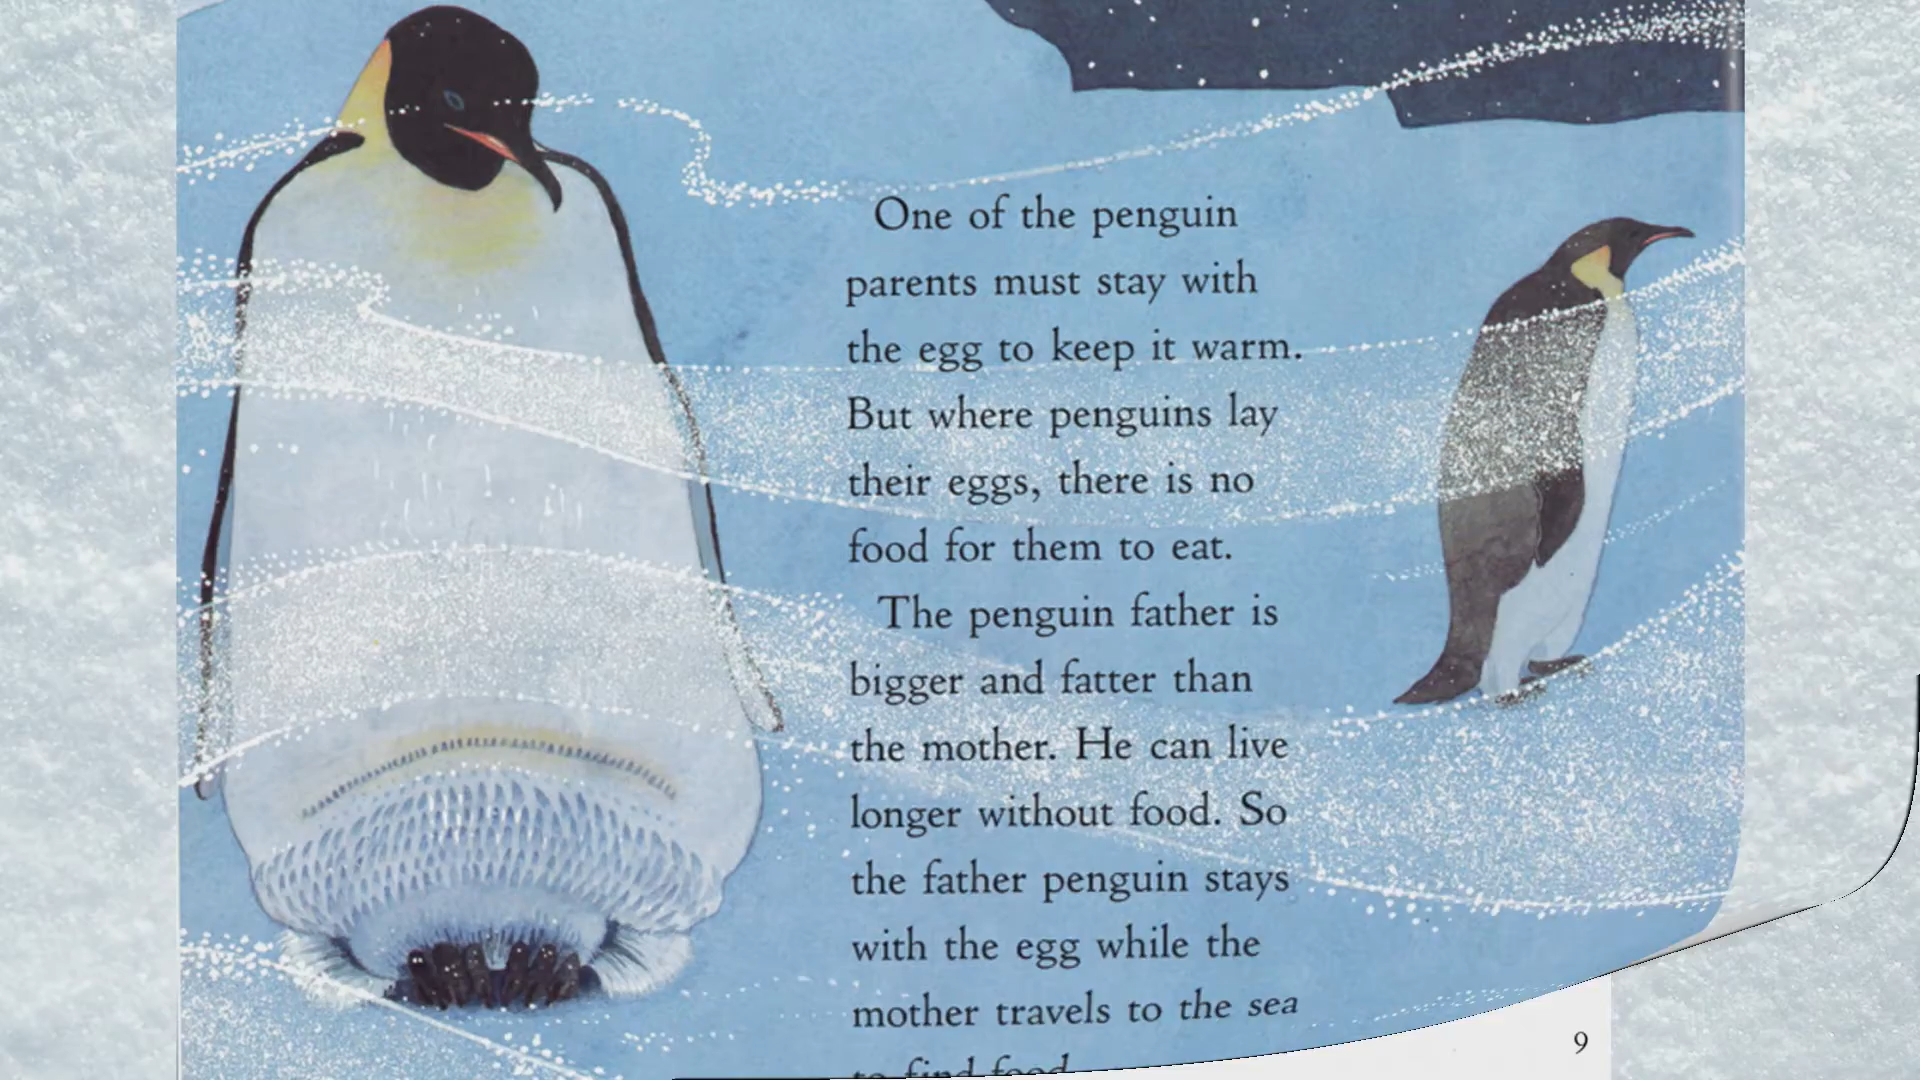 One of the penguin
parents must stay with
the egg to keep it warm.
But where penguins lay
their eggs, there is no
food for them to eat.
The penguin father is
bigger and fatter than
the mother. He can live
longer without food. So
the father penguin stays
with the egg while the
mother travels to the sea
to find food
9